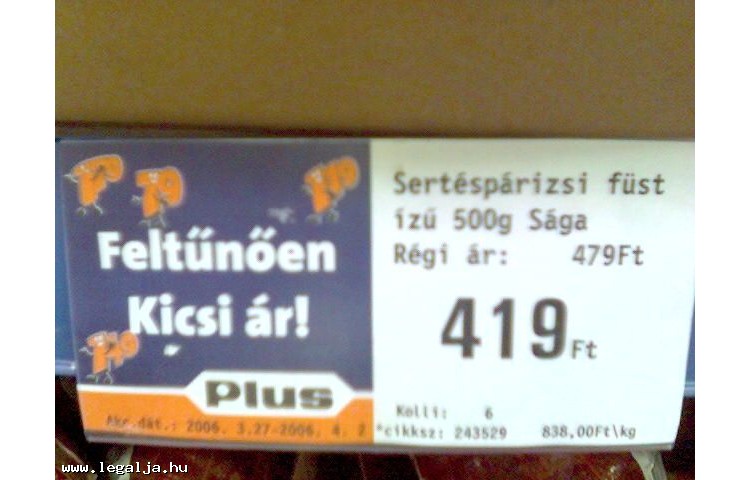 Feltűnően
Kicsi ár!
Plus
Akc.dát.: 2006. 3.27-2006. 4. 2
Sertéspárizsi füst
ízű 500g Sága
Régi ár: 479Ft
419Ft
Kolli: 6
*cikksz: 243529 838,00Ft\kg
www.legalja.hu